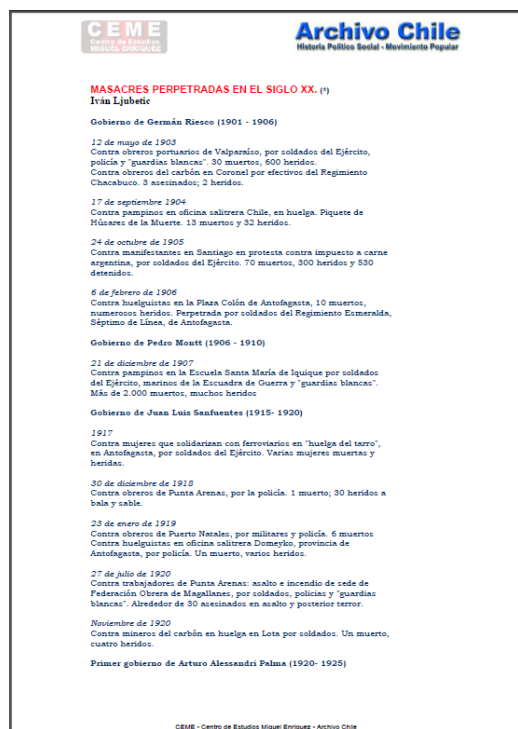 CEME
Centro de Estudios
MIGUEL ENRIQUEZ
Archivo Chile
Historia Político Social - Movimiento Popular
MASACRES PERPETRADAS EN EL SIGLO XX. (*)
Iván Ljubetic
Gobierno de Germán Riesco (1901 - 1906)
12 de mayo de 1903
Contra obreros portuarios de Valparaíso, por soldados del Ejército,
policía y "guardias blancas". 30 muertos, 600 heridos.
Contra obreros del carbón en Coronel por efectivos del Regimiento
Chacabuco. 3 asesinados; 2 heridos.
17 de septiembre 1904
Contra pampinos en oficina salitrera Chile, en huelga. Piquete de
Húsares de la Muerte. 13 muertos y 32 heridos.
24 de octubre de 1905
Contra manifestantes en Santiago en protesta contra impuesto a carne
argentina, por soldados del Ejército. 70 muertos, 300 heridos y 530
detenidos.
6 de febrero de 1906
Contra huelguistas en la Plaza Colón de Antofagasta, 10 muertos,
numerosos heridos. Perpetrada por soldados del Regimiento Esmeralda,
Séptimo de Línea, de Antofagasta.
Gobierno de Pedro Montt (1906 - 1910)
21 de diciembre de 1907
Contra pampinos en la Escuela Santa María de Iquique por soldados
del Ejército, marinos de la Escuadra de Guerra y "guardias blancas".
Más de 2.000 muertos, muchos heridos
Gobierno de Juan Luis Sanfuentes (1915- 1920)
1917
Contra mujeres que solidarizan con ferroviarios en "huelga del tarro",
en Antofagasta, por soldados del Ejército. Varias mujeres muertas y
heridas.
30 de diciembre de 1918
Contra obreros de Punta Arenas, por la policía. 1 muerto; 30 heridos a
bala y sable.
23 de enero de 1919
Contra obreros de Puerto Natales, por militares y policía. 6 muertos
Contra huelguistas en oficina salitrera Domeyko, provincia de
Antofagasta, por policía. Un muerto, varios heridos.
27 de julio de 1920
Contra trabajadores de Punta Arenas: asalto e incendio de sede de
Federación Obrera de Magallanes, por soldados, policías y "guardias
blancas". Alrededor de 30 asesinados en asalto y posterior terror.
Noviembre de 1920
Contra mineros del carbón en huelga en Lota por soldados. Un muerto,
cuatro heridos.
Primer gobierno de Arturo Alessandri Palma (1920- 1925)
CEME - Centro de Estudios Miguel Enríquez - Archivo Chile